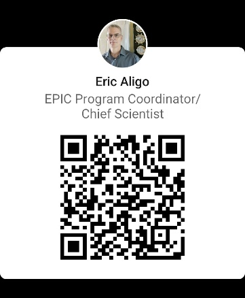 Eric Aligo
EPIC Program Coordinator/
Chief Scientist